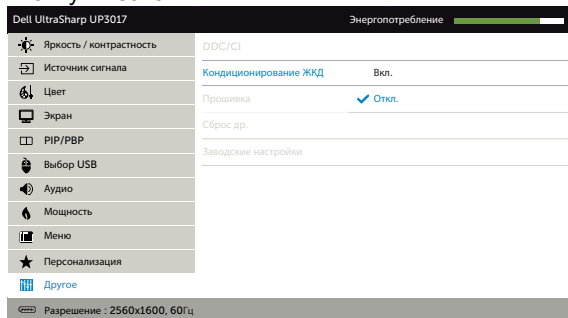 Dell UltraSharp UP3017 Энергопотребление
Яркость / контрастность
Источник сигнала
Цвет
Экран
PIP/PBP
Выбор USB
Аудио
Мощность
Меню
Персонализация
Другое
DDC/CI
Кондиционирование ЖКД Вкл.
Прошивка Откл.
Сброс др.
Заводские настройки
Разрешение : 2560x1600, 60Гц